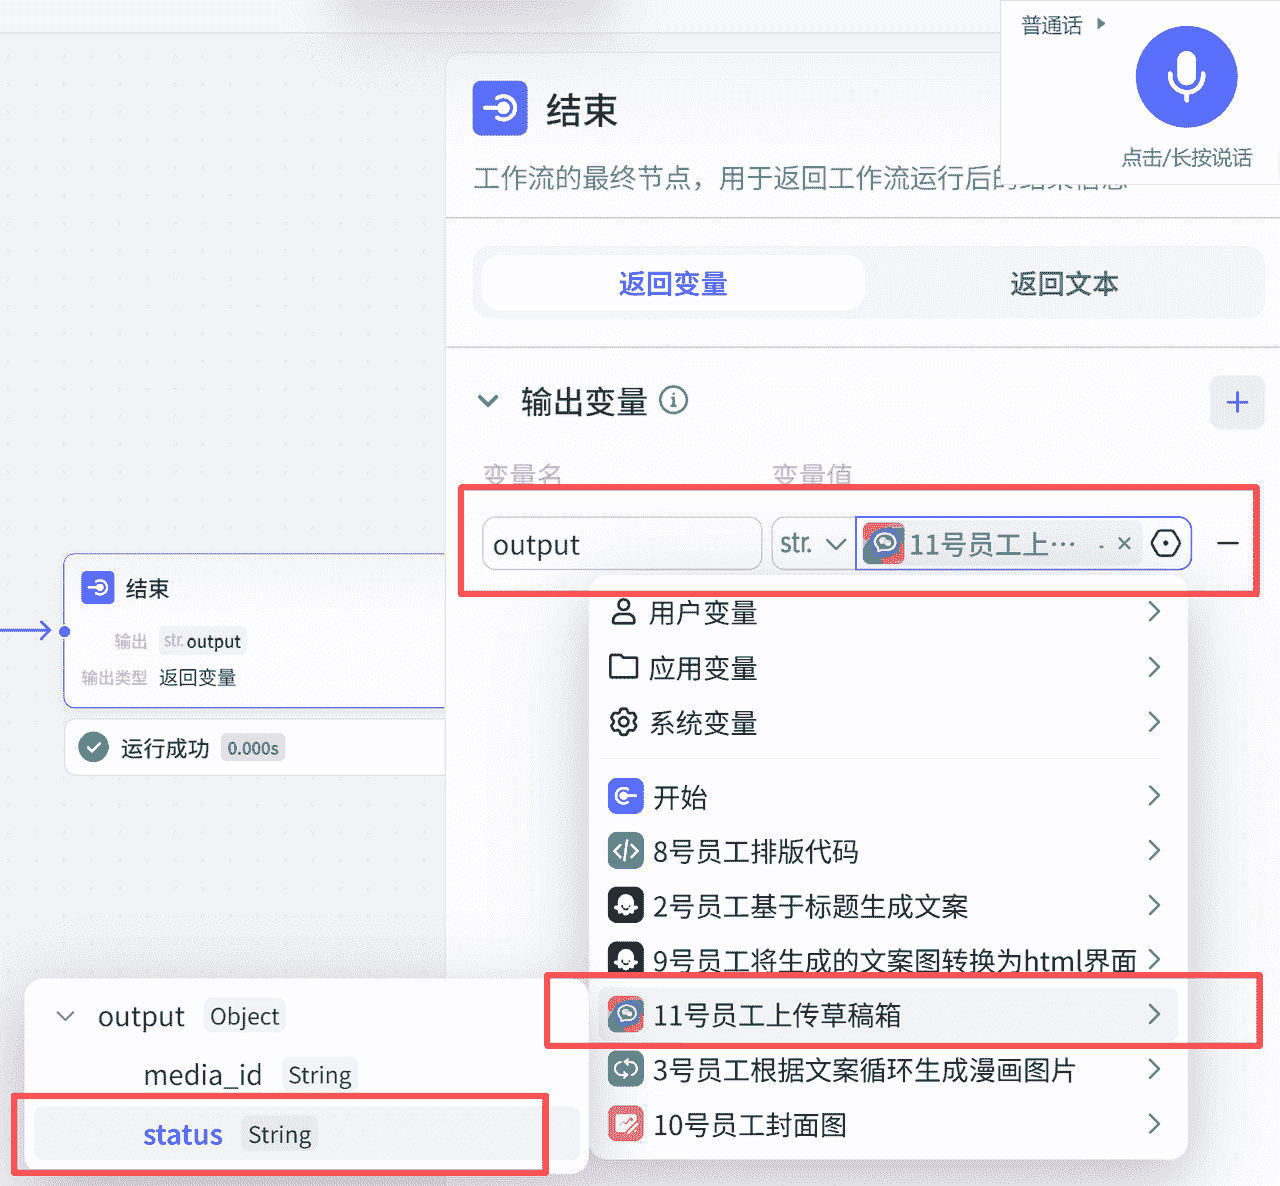 普通话
点击/长按说话
结束
工作流的最终节点，用于返回工作流运行后的结果信息
返回变量
返回文本
输出变量
变量名
变量值
output
str.
11号员工上…
结束
输出 str. output
输出类型 返回变量
运行成功 0.000s
用户变量
应用变量
系统变量
开始
8号员工排版代码
2号员工基于标题生成文案
9号员工将生成的文案图转换为html界面
11号员工上传草稿箱
3号员工根据文案循环生成漫画图片
10号员工封面图
output Object
media_id String
status String